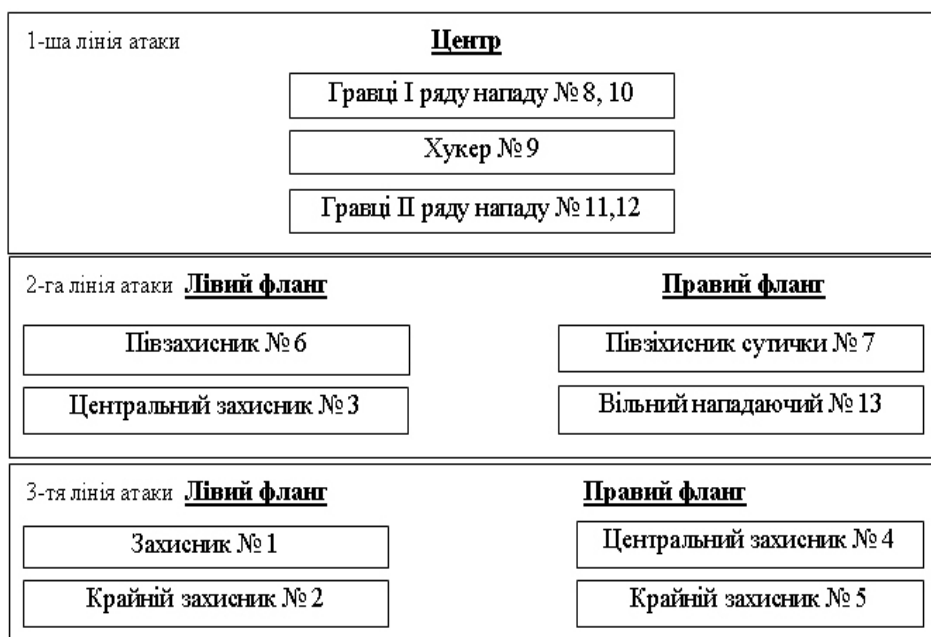 1-ша лінія атаки Центр
Гравці І ряду нападу № 8, 10
Хукер № 9
Гравці ІІ ряду нападу № 11,12
2-га лінія атаки Лівий фланг Правий фланг
Півзахисник № 6 Півзіхисник сутички № 7
Центральний захисник № 3 Вільний нападаючий № 13
3-тя лінія атаки Лівий фланг Правий фланг
Захисник № 1 Центральний захисник № 4
Крайній захисник № 2 Крайній захисник № 5